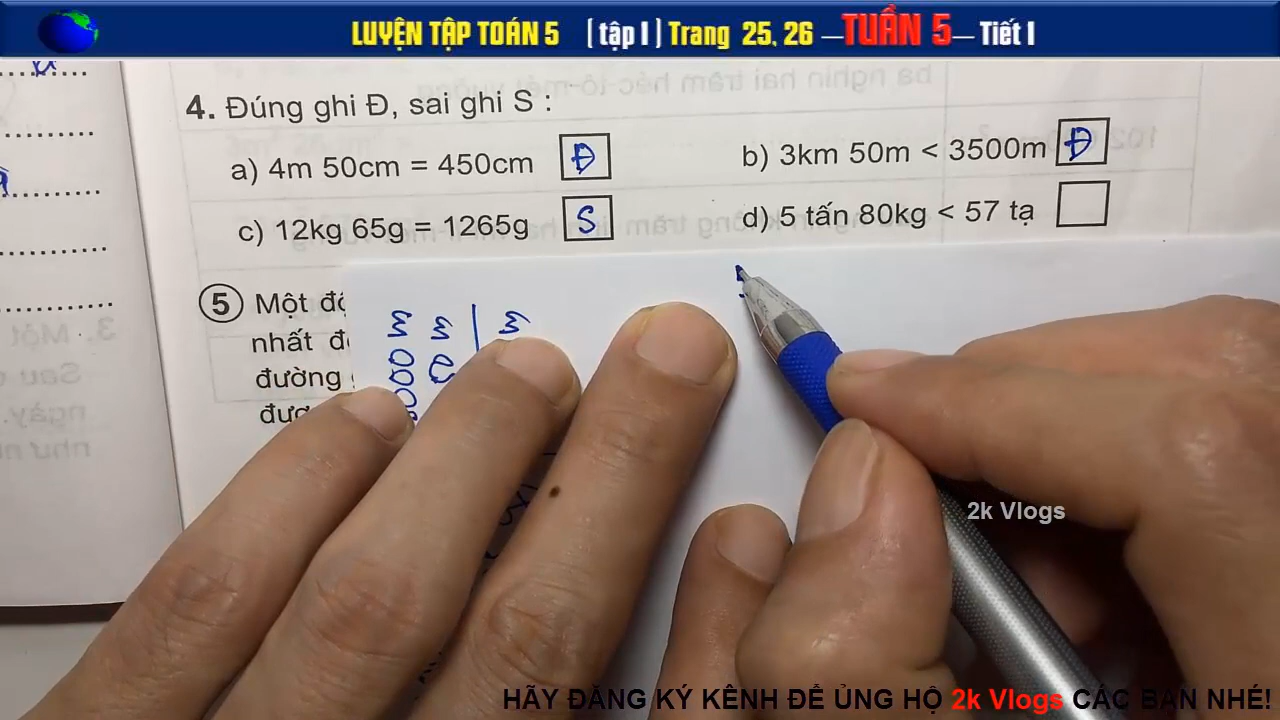 LUYỆN TẬP TOÁN 5 ( tập 1 ) Trang 25, 26 – TUẦN 5 – Tiết 1
4. Đúng ghi Đ, sai ghi S :
a) 4m 50cm = 450cm Đ
b) 3km 50m < 3500m Đ
c) 12kg 65g = 1265g S
d) 5 tấn 80kg < 57 tạ
5 Một
nhất
đường
2k Vlogs
HÃY ĐĂNG KÝ KÊNH ĐỂ ỦNG HỘ 2k Vlogs CÁC BẠN NHÉ!